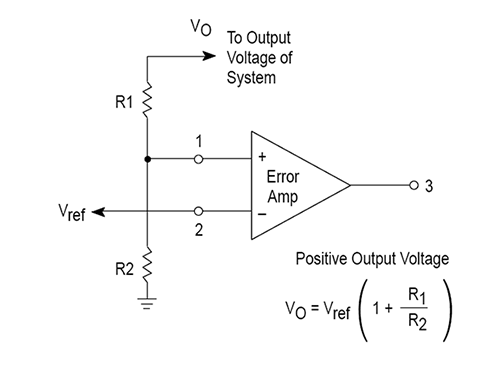 VO
To Output
Voltage of
System
R1
1
+
Error
Amp
3
Vref
–
2
R2
Positive Output Voltage
VO = Vref ( 1 + R1 / R2 )